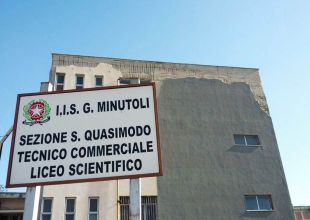 I.I.S. G. MINUTOLI
SEZIONE S. QUASIMODO
TECNICO COMMERCIALE
LICEO SCIENTIFICO